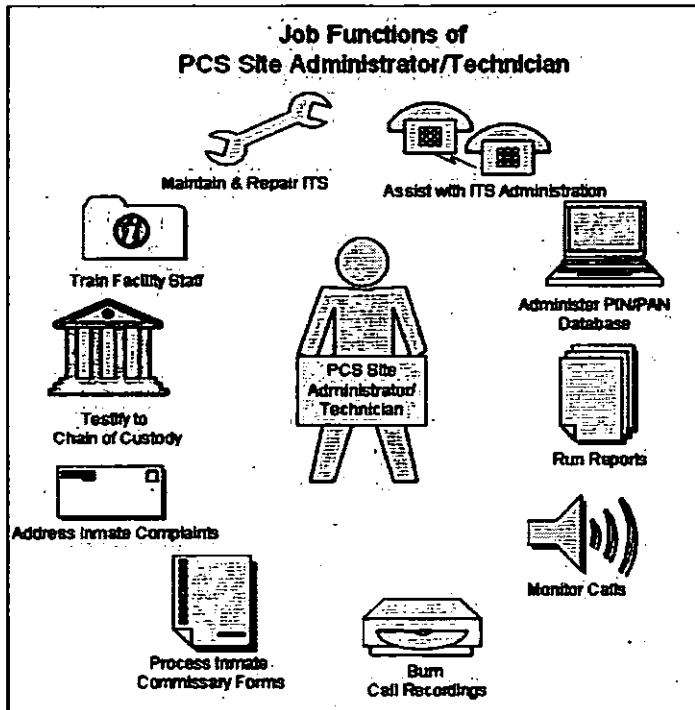 Job Functions of
PCS Site Administrator/Technician
Maintain & Repair ITS
Assist with ITS Administration
Train Facility Staff
Administer PIN/PAN
Database
PCS Site
Administrator/
Technician
Testify to
Chain of Custody
Run Reports
Address Inmate Complaints
Monitor Calls
Process Inmate
Commissary Forms
Burn
Call Recordings